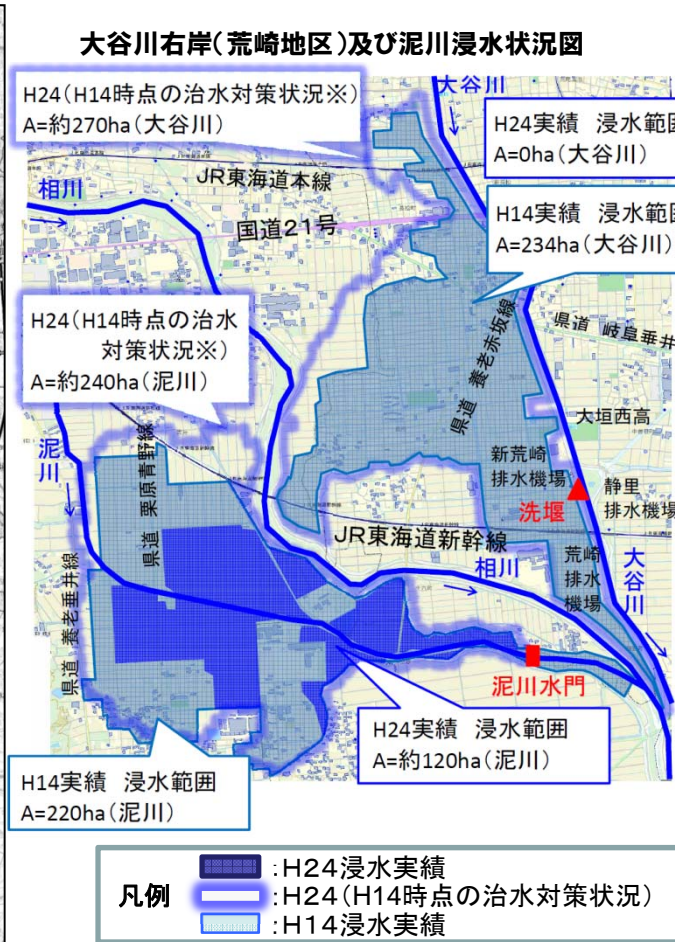 大谷川右岸(荒崎地区)及び泥川浸水状況図
H24(H14時点の治水対策状況※)
A=約270ha(大谷川)
大谷川
H24実績 浸水範囲
A=0ha(大谷川)
相川
JR東海道本線
国道21号
H14実績 浸水範囲
A=234ha(大谷川)
H24(H14時点の治水
対策状況※)
A=約240ha(泥川)
県道 養老赤坂線
県道 岐阜垂井
大垣西高
泥川
県道 栗原青野線
新荒崎
排水機場
静里
排水機場
洗堰
JR東海道新幹線
相川
荒崎
排水
機場
大谷川
県道 養老垂井線
泥川水門
H24実績 浸水範囲
A=約120ha(泥川)
H14実績 浸水範囲
A=220ha(泥川)
凡例
:H24浸水実績
:H24(H14時点の治水対策状況)
:H14浸水実績